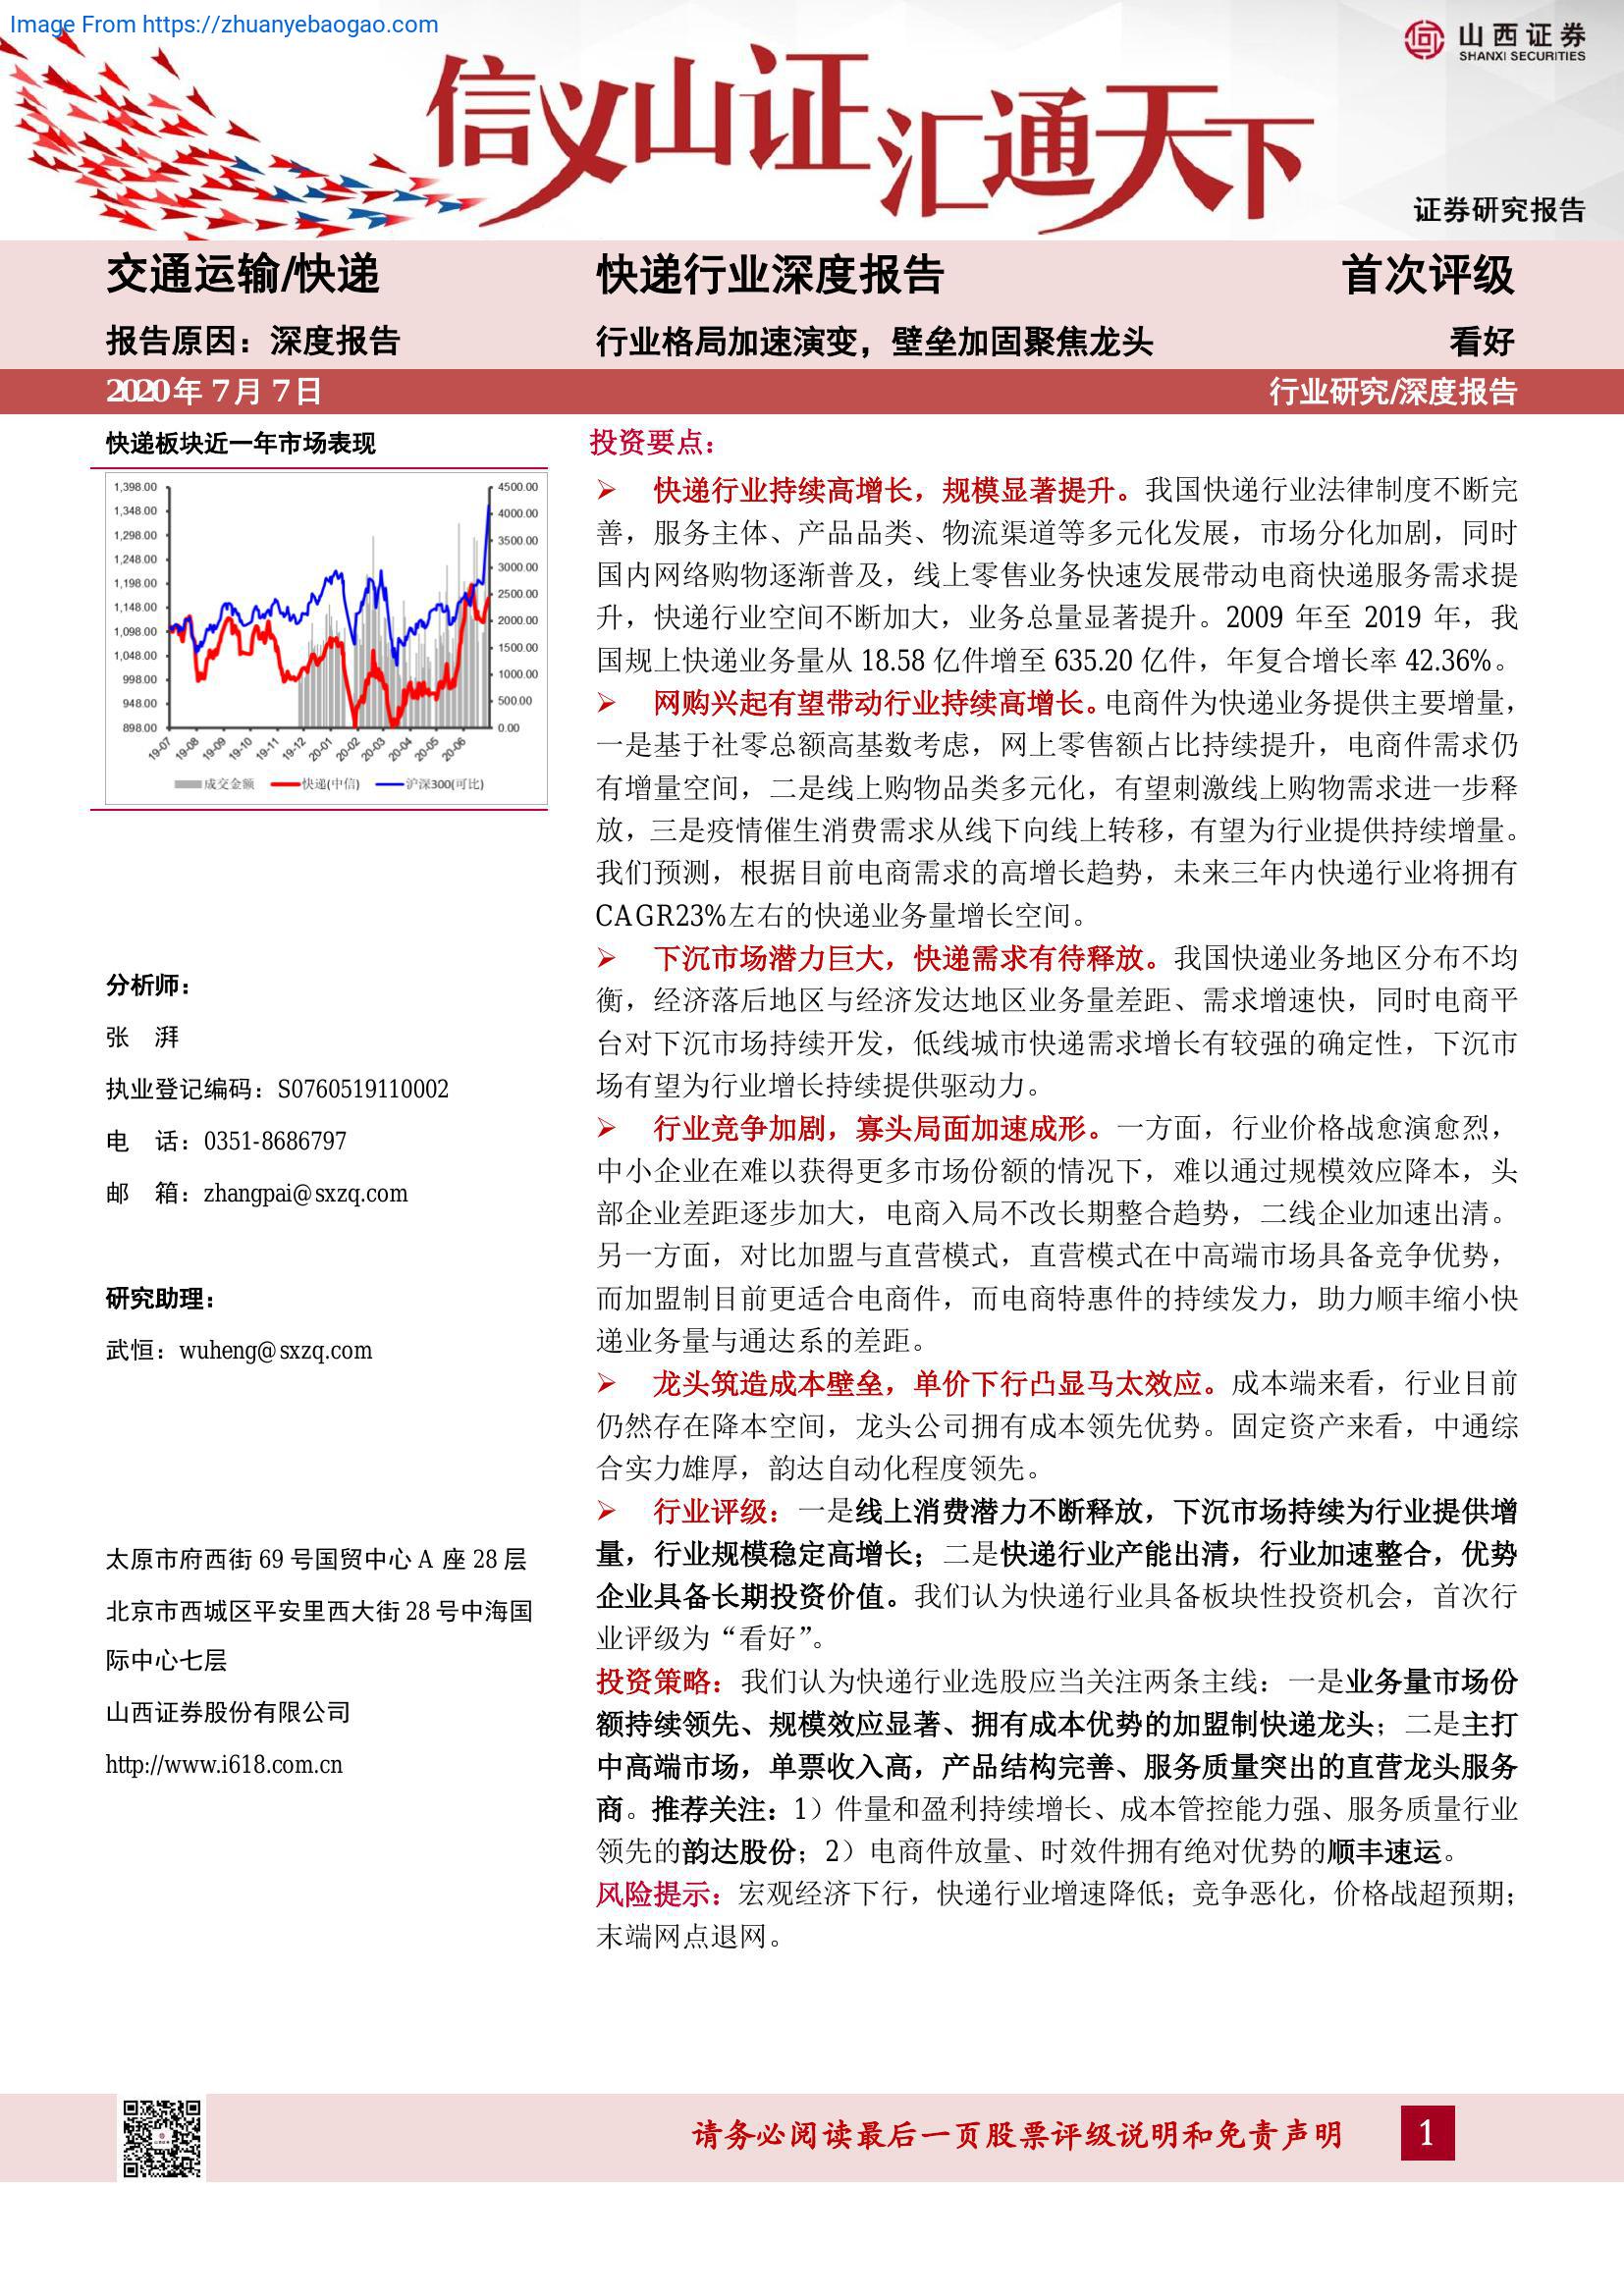 Image From https://zhuanyebaogao.com
山西证券
SHANXI SECURITIES
信义山证汇通天下
证券研究报告
交通运输/快递
快递行业深度报告
首次评级
报告原因：深度报告
行业格局加速演变，壁垒加固聚焦龙头
看好
2020年7月7日
行业研究/深度报告
快递板块近一年市场表现
1,398.00
1,348.00
1,298.00
1,248.00
1,198.00
1,148.00
1,098.00
1,048.00
998.00
948.00
898.00
4500.00
4000.00
3500.00
3000.00
2500.00
2000.00
1500.00
1000.00
500.00
0.00
19-07
19-08
19-09
19-10
19-11
19-12
20-01
20-02
20-03
20-04
20-05
20-06
成交金额 快递(中信) 沪深300(可比)
分析师：
张 湃
执业登记编码：S0760519110002
电 话：0351-8686797
邮 箱：zhangpai@sxzq.com
研究助理：
武恒：wuheng@sxzq.com
太原市府西街69号国贸中心A座28层
北京市西城区平安里西大街28号中海国
际中心七层
山西证券股份有限公司
http://www.i618.com.cn
投资要点：
➢ 快递行业持续高增长，规模显著提升。我国快递行业法律制度不断完
善，服务主体、产品品类、物流渠道等多元化发展，市场分化加剧，同时
国内网络购物逐渐普及，线上零售业务快速发展带动电商快递服务需求提
升，快递行业空间不断加大，业务总量显著提升。2009 年至 2019 年，我
国规上快递业务量从 18.58 亿件增至 635.20 亿件，年复合增长率 42.36%。
➢ 网购兴起有望带动行业持续高增长。电商件为快递业务提供主要增量，
一是基于社零总额高基数考虑，网上零售额占比持续提升，电商件需求仍
有增量空间，二是线上购物品类多元化，有望刺激线上购物需求进一步释
放，三是疫情催生消费需求从线下向线上转移，有望为行业提供持续增量。
我们预测，根据目前电商需求的高增长趋势，未来三年内快递行业将拥有
CAGR23%左右的快递业务量增长空间。
➢ 下沉市场潜力巨大，快递需求有待释放。我国快递业务地区分布不均
衡，经济落后地区与经济发达地区业务量差距、需求增速快，同时电商平
台对下沉市场持续开发，低线城市快递需求增长有较强的确定性，下沉市
场有望为行业增长持续提供驱动力。
➢ 行业竞争加剧，寡头局面加速成形。一方面，行业价格战愈演愈烈，
中小企业在难以获得更多市场份额的情况下，难以通过规模效应降本，头
部企业差距逐步加大，电商入局不改长期整合趋势，二线企业加速出清。
另一方面，对比加盟与直营模式，直营模式在中高端市场具备竞争优势，
而加盟制目前更适合电商件，而电商特惠件的持续发力，助力顺丰缩小快
递业务量与通达系的差距。
➢ 龙头筑造成本壁垒，单价下行凸显马太效应。成本端来看，行业目前
仍然存在降本空间，龙头公司拥有成本领先优势。固定资产来看，中通综
合实力雄厚，韵达自动化程度领先。
➢ 行业评级：一是线上消费潜力不断释放，下沉市场持续为行业提供增
量，行业规模稳定高增长；二是快递行业产能出清，行业加速整合，优势
企业具备长期投资价值。我们认为快递行业具备板块性投资机会，首次行
业评级为“看好”。
投资策略：我们认为快递行业选股应当关注两条主线：一是业务量市场份
额持续领先、规模效应显著、拥有成本优势的加盟制快递龙头；二是主打
中高端市场，单票收入高，产品结构完善、服务质量突出的直营龙头服务
商。推荐关注：1）件量和盈利持续增长、成本管控能力强、服务质量行业
领先的韵达股份；2）电商件放量、时效件拥有绝对优势的顺丰速运。
风险提示：宏观经济下行，快递行业增速降低；竞争恶化，价格战超预期；
末端网点退网。
请务必阅读最后一页股票评级说明和免责声明
1